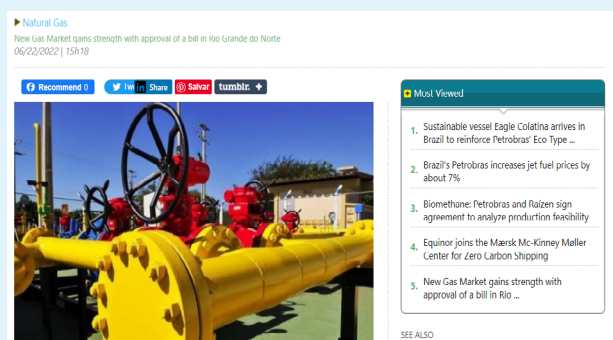 Natural Gas
New Gas Market gains strength with approval of a bill in Rio Grande do Norte
06/22/2022 | 15h18
Recommend 0
Share
Salvar
tumblr. +
Most Viewed
1. Sustainable vessel Eagle Colatina arrives in
Brazil to reinforce Petrobras' Eco Type ...
2. Brazil's Petrobras increases jet fuel prices by
about 7%
3. Biomethane: Petrobras and Raízen sign
agreement to analyze production feasibility
4. Equinor joins the Mærsk Mc-Kinney Møller
Center for Zero Carbon Shipping
5. New Gas Market gains strength with
approval of a bill in Rio ...
SEE ALSO